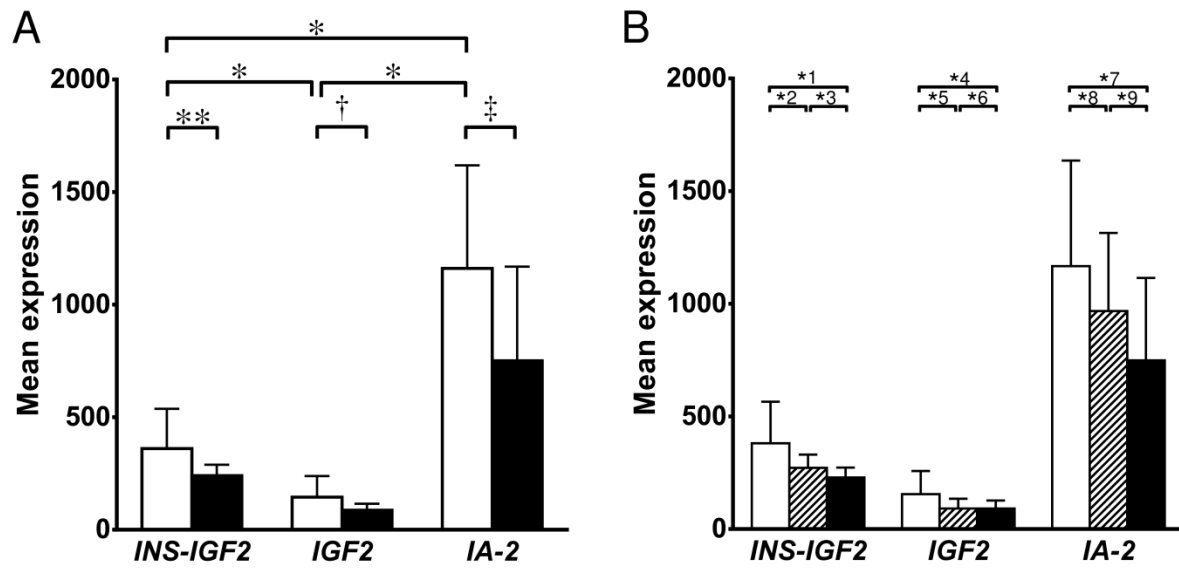 A
*
2000
*
*
**
†
‡
1500
1000
500
0
Mean expression
INS-IGF2
IGF2
IA-2
B
2000
*1
*4
*7
*2
*3
*5
*6
*8
*9
1500
1000
500
0
Mean expression
INS-IGF2
IGF2
IA-2